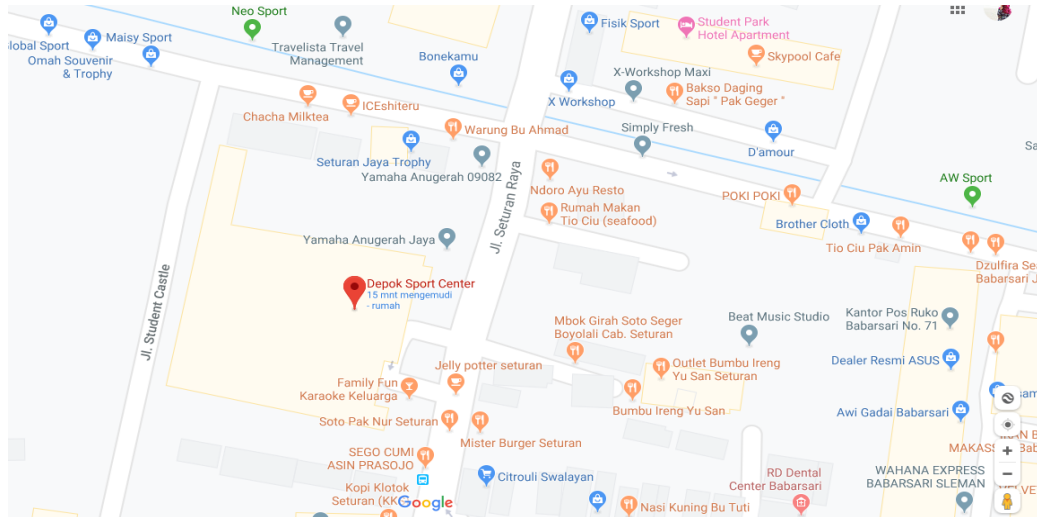 Neo Sport
Global Sport
Maisy Sport
Omah Souvenir
& Trophy
Travelista Travel
Management
Bonekamu
Fisik Sport
Student Park
Hotel Apartment
Skypool Cafe
X-Workshop Maxi
X Workshop
Bakso Daging
Sapi " Pak Geger "
Chacha Milktea
ICEshiteru
Warung Bu Ahmad
Simply Fresh
D'amour
Seturan Jaya Trophy
Yamaha Anugerah 09082
Jl. Seturan Raya
Ndoro Ayu Resto
Rumah Makan
Tio Ciu (seafood)
POKI POKI
AW Sport
Sa
Brother Cloth
Tio Ciu Pak Amin
Yamaha Anugerah Jaya
Jl. Student Castle
Depok Sport Center
15 mnt mengemudi
- rumah
Dzulfira Se
Babarsari J
Mbok Girah Soto Seger
Boyolali Cab. Seturan
Beat Music Studio
Kantor Pos Ruko
Babarsari No. 71
Dealer Resmi ASUS
Jelly potter seturan
Outlet Bumbu Ireng
Yu San Seturan
Family Fun
Karaoke Keluarga
Bumbu Ireng Yu San
Awi Gadai Babarsari
Soto Pak Nur Seturan
Mister Burger Seturan
MAKASS
SEGO CUMI
ASIN PRASOJO
Citrouli Swalayan
RD Dental
Center Babarsari
WAHANA EXPRESS
BABARSARI SLEMAN
Kopi Klotok
Seturan (KK
Google
Nasi Kuning Bu Tuti